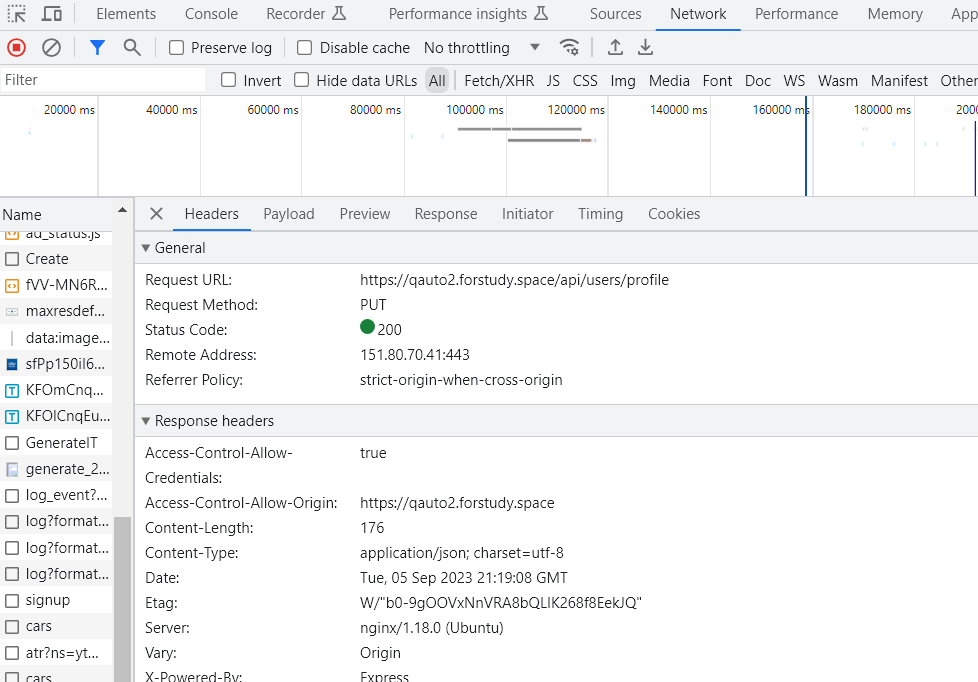 Elements Console Recorder Performance insights Sources Network Performance Memory App
Preserve log Disable cache No throttling
Filter Invert Hide data URLs All Fetch/XHR JS CSS Img Media Font Doc WS Wasm Manifest Other
20000 ms 40000 ms 60000 ms 80000 ms 100000 ms 120000 ms 140000 ms 160000 ms 180000 ms 200
Name
ad_status.js
Create
fVV-MN6R...
maxresdef...
data:image...
sfPp150il6...
KFOmCnq...
KFOlCnqEu...
GenerateIT
generate_2...
log_event?...
log?format...
log?format...
log?format...
signup
cars
atr?ns=yt...
cars
Headers Payload Preview Response Initiator Timing Cookies
General
Request URL: https://qauto2.forstudy.space/api/users/profile
Request Method: PUT
Status Code: 200
Remote Address: 151.80.70.41:443
Referrer Policy: strict-origin-when-cross-origin
Response headers
Access-Control-Allow- true
Credentials:
Access-Control-Allow-Origin: https://qauto2.forstudy.space
Content-Length: 176
Content-Type: application/json; charset=utf-8
Date: Tue, 05 Sep 2023 21:19:08 GMT
Etag: W/"b0-9gOOVxNnVRA8bQLIK268f8EekJQ"
Server: nginx/1.18.0 (Ubuntu)
Vary: Origin
X-Powered-By: Express